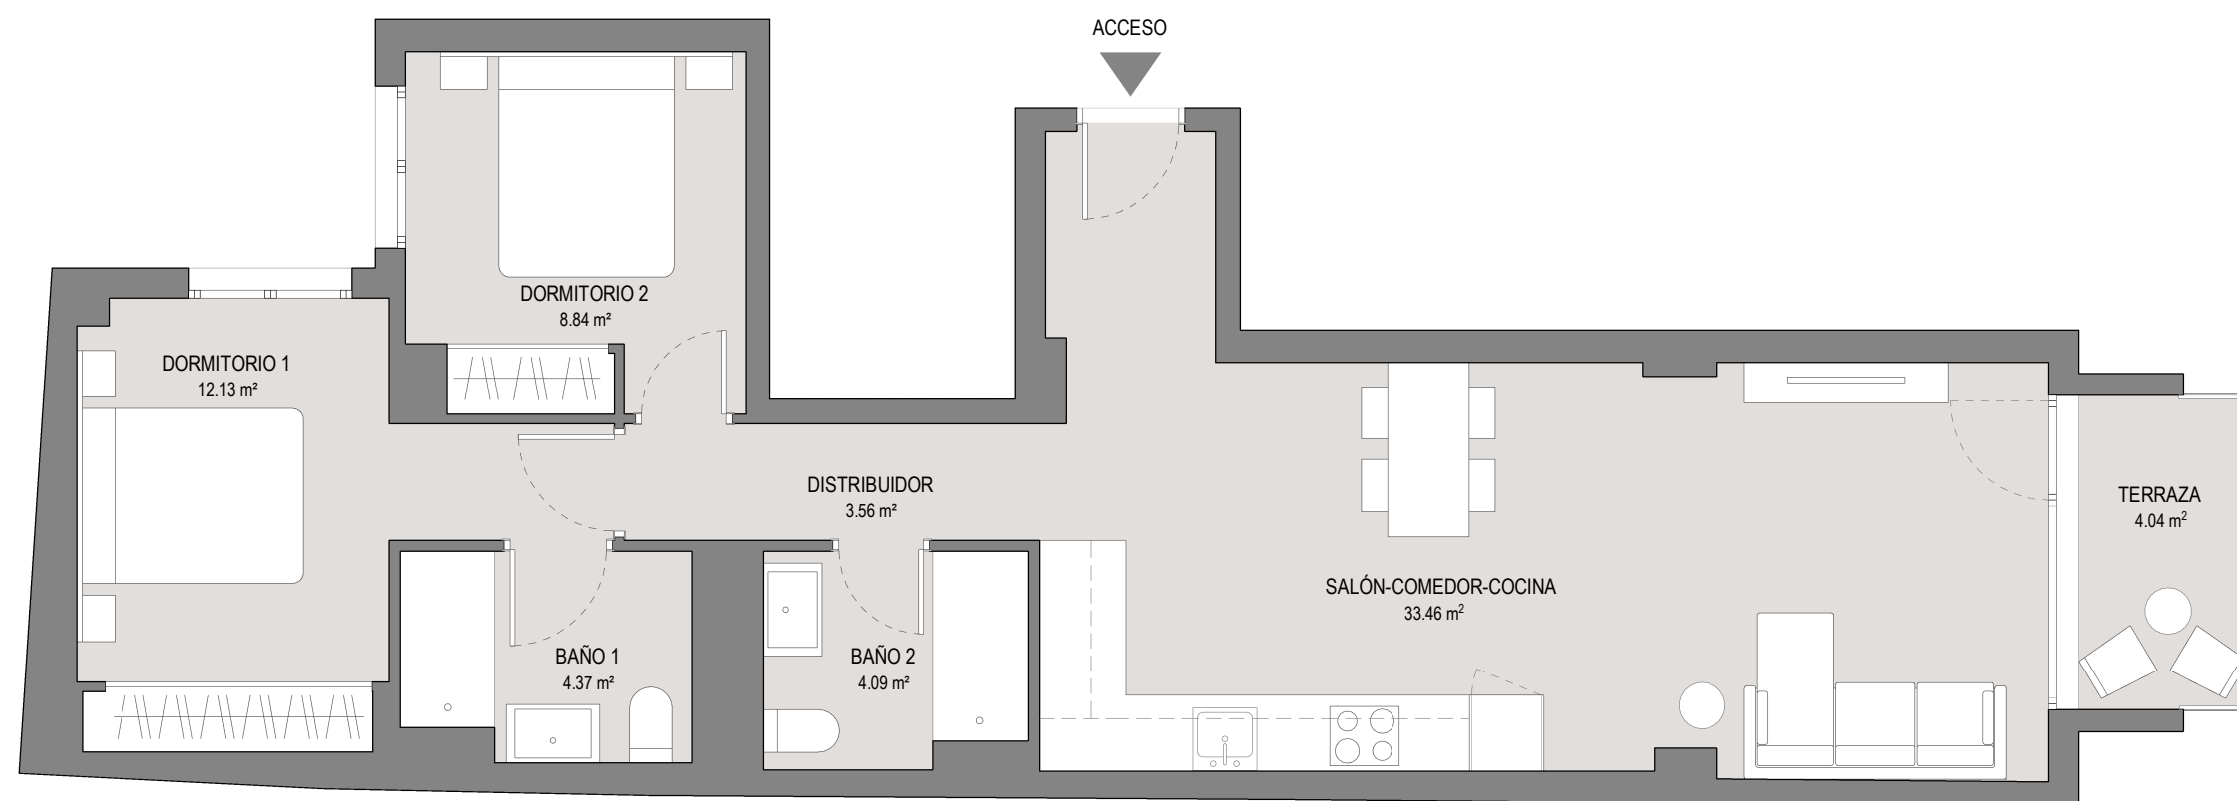 ACCESO
DORMITORIO 2
8.84 m²
DORMITORIO 1
12.13 m²
DISTRIBUIDOR
3.56 m²
TERRAZA
4.04 m²
SALÓN-COMEDOR-COCINA
33.46 m²
BAÑO 1
4.37 m²
BAÑO 2
4.09 m²